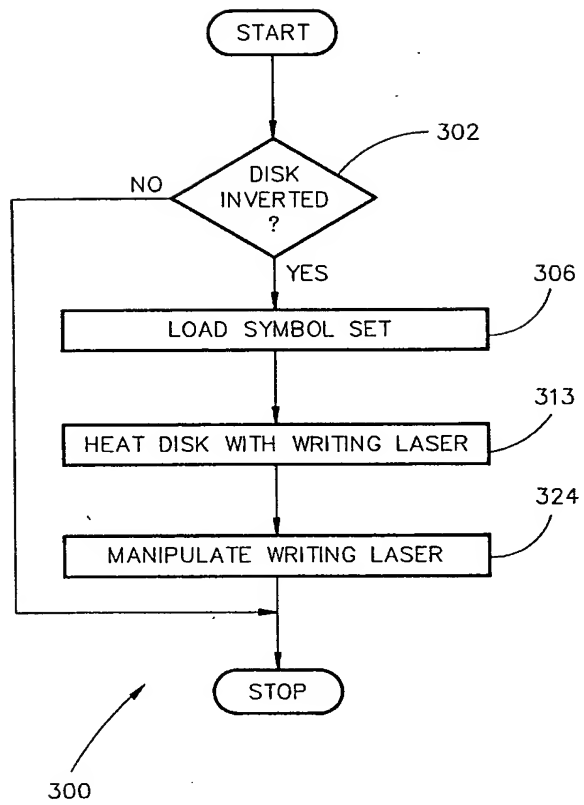 START
302
DISK
INVERTED
?
NO
YES
306
LOAD SYMBOL SET
313
HEAT DISK WITH WRITING LASER
324
MANIPULATE WRITING LASER
STOP
300